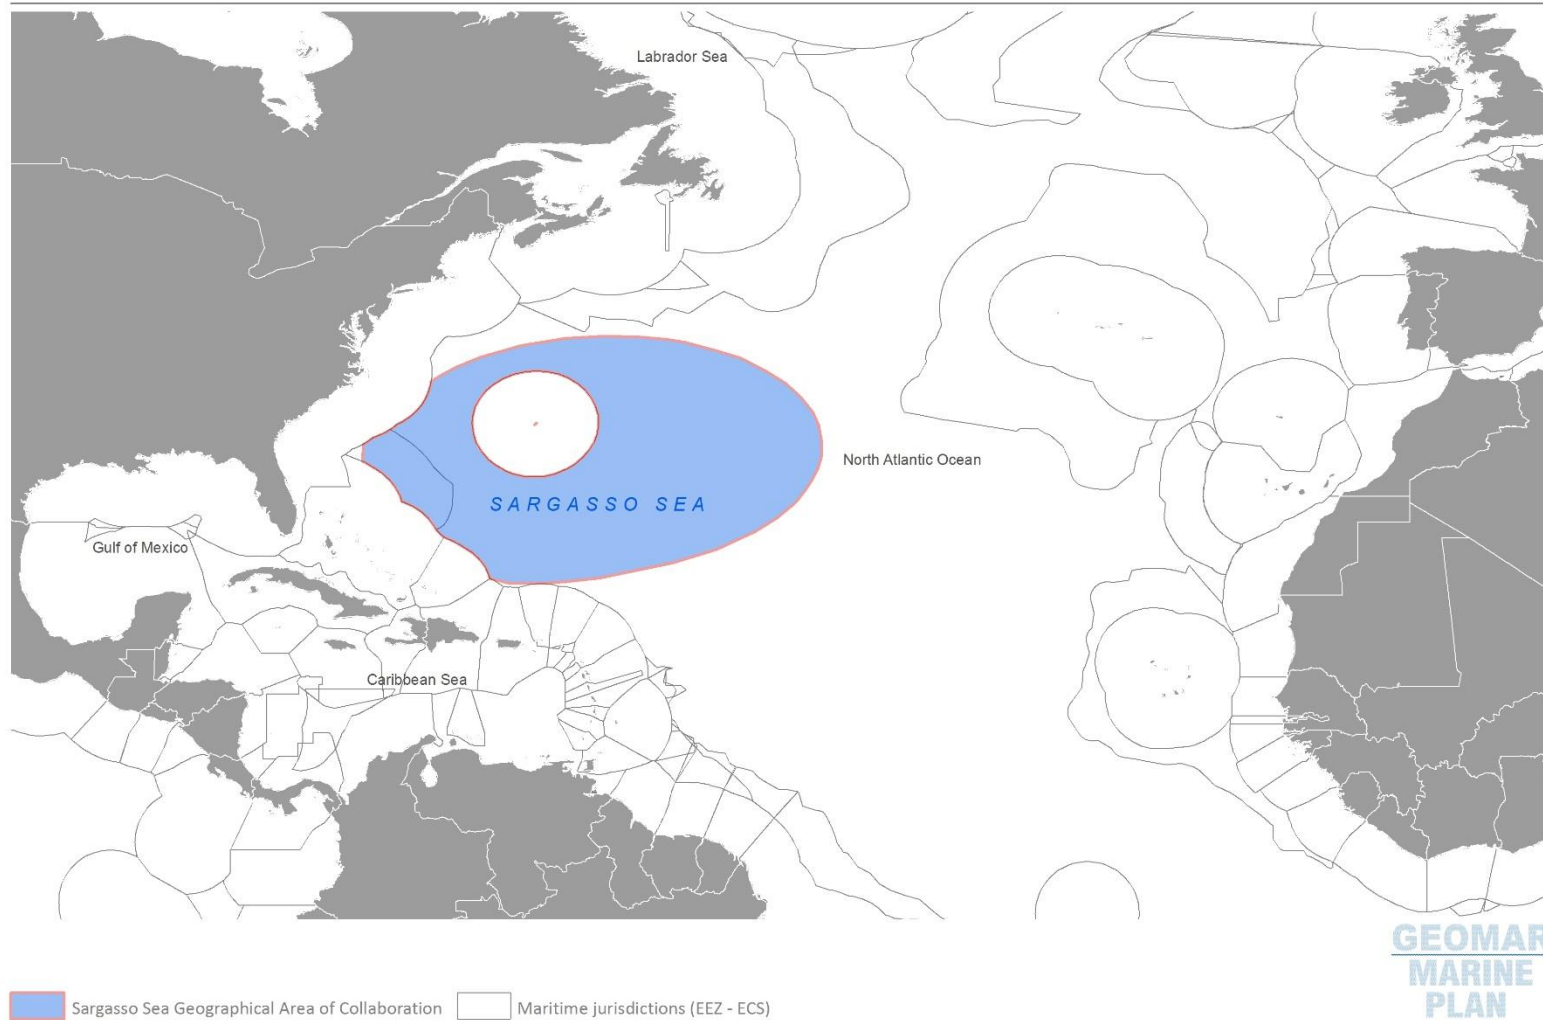 Labrador Sea
North Atlantic Ocean
SARGASSO SEA
Gulf of Mexico
Caribbean Sea
GEOMAR
MARINE
PLAN
Sargasso Sea Geographical Area of Collaboration
Maritime jurisdictions (EEZ - ECS)